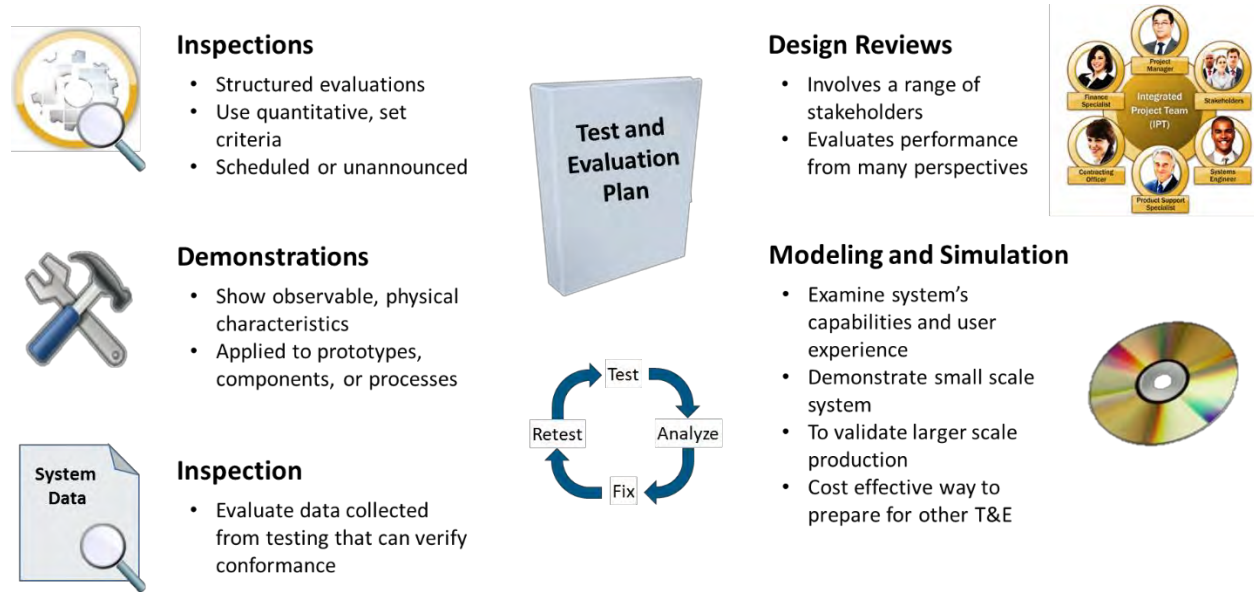 Inspections
• Structured evaluations
• Use quantitative, set
criteria
• Scheduled or unannounced
Demonstrations
• Show observable, physical
characteristics
• Applied to prototypes,
components, or processes
System
Data
Inspection
• Evaluate data collected
from testing that can verify
conformance
Test and
Evaluation
Plan
Test
Analyze
Fix
Retest
Design Reviews
• Involves a range of
stakeholders
• Evaluates performance
from many perspectives
Project
Manager
Finance
Specialist
Integrated
Project Team
(IPT)
Stakeholders
Contracting
Officer
Systems
Engineer
Product Support
Specialist
Modeling and Simulation
• Examine system’s
capabilities and user
experience
• Demonstrate small scale
system
• To validate larger scale
production
• Cost effective way to
prepare for other T&E